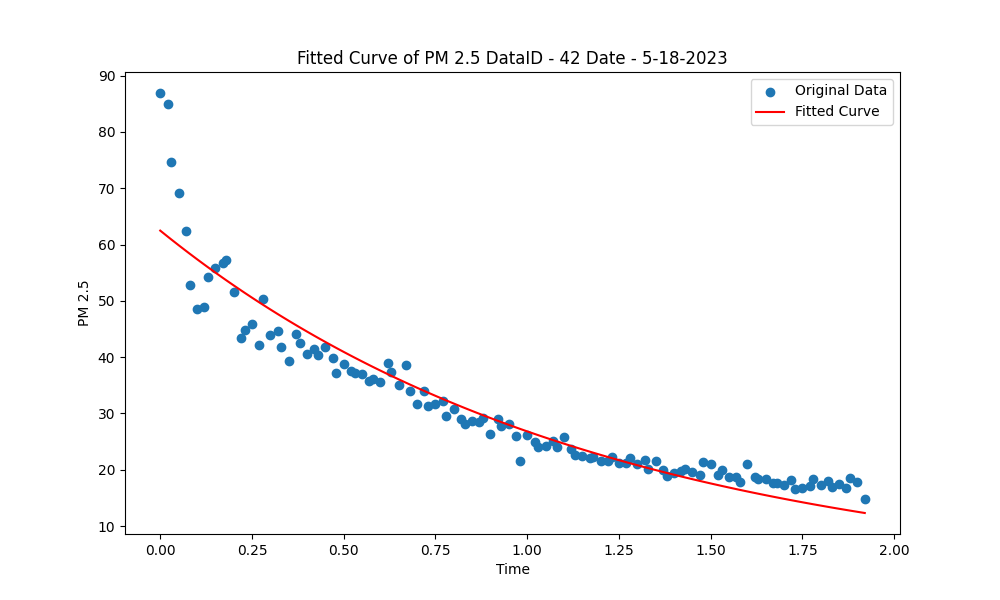 Fitted Curve of PM 2.5 DataID - 42 Date - 5-18-2023
Original Data
Fitted Curve
PM 2.5
90
80
70
60
50
40
30
20
10
0.00 0.25 0.50 0.75 1.00 1.25 1.50 1.75 2.00
Time